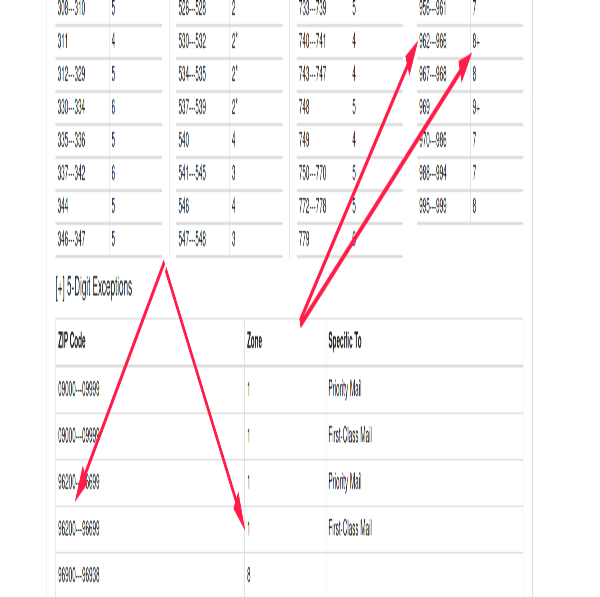 308---310 5 526---528 2 733---739 5 956---961 7
311 4 530---532 2* 740---741 4 962---966 8+
312---329 5 534---535 2* 743---747 4 967---968 8
330---334 6 537---539 2* 748 5 969 9+
335---336 5 540 4 749 4 970---986 7
337---342 6 541---545 3 750---770 5 988---994 7
344 5 546 4 772---778 5 995---999 8
346---347 5 547---548 3 779
[+] 5-Digit Exceptions
ZIP Code Zone Specific To
09000---09999 1 Priority Mail
09000---09999 1 First-Class Mail
96200---96699 1 Priority Mail
96200---96699 1 First-Class Mail
96900---96938 8